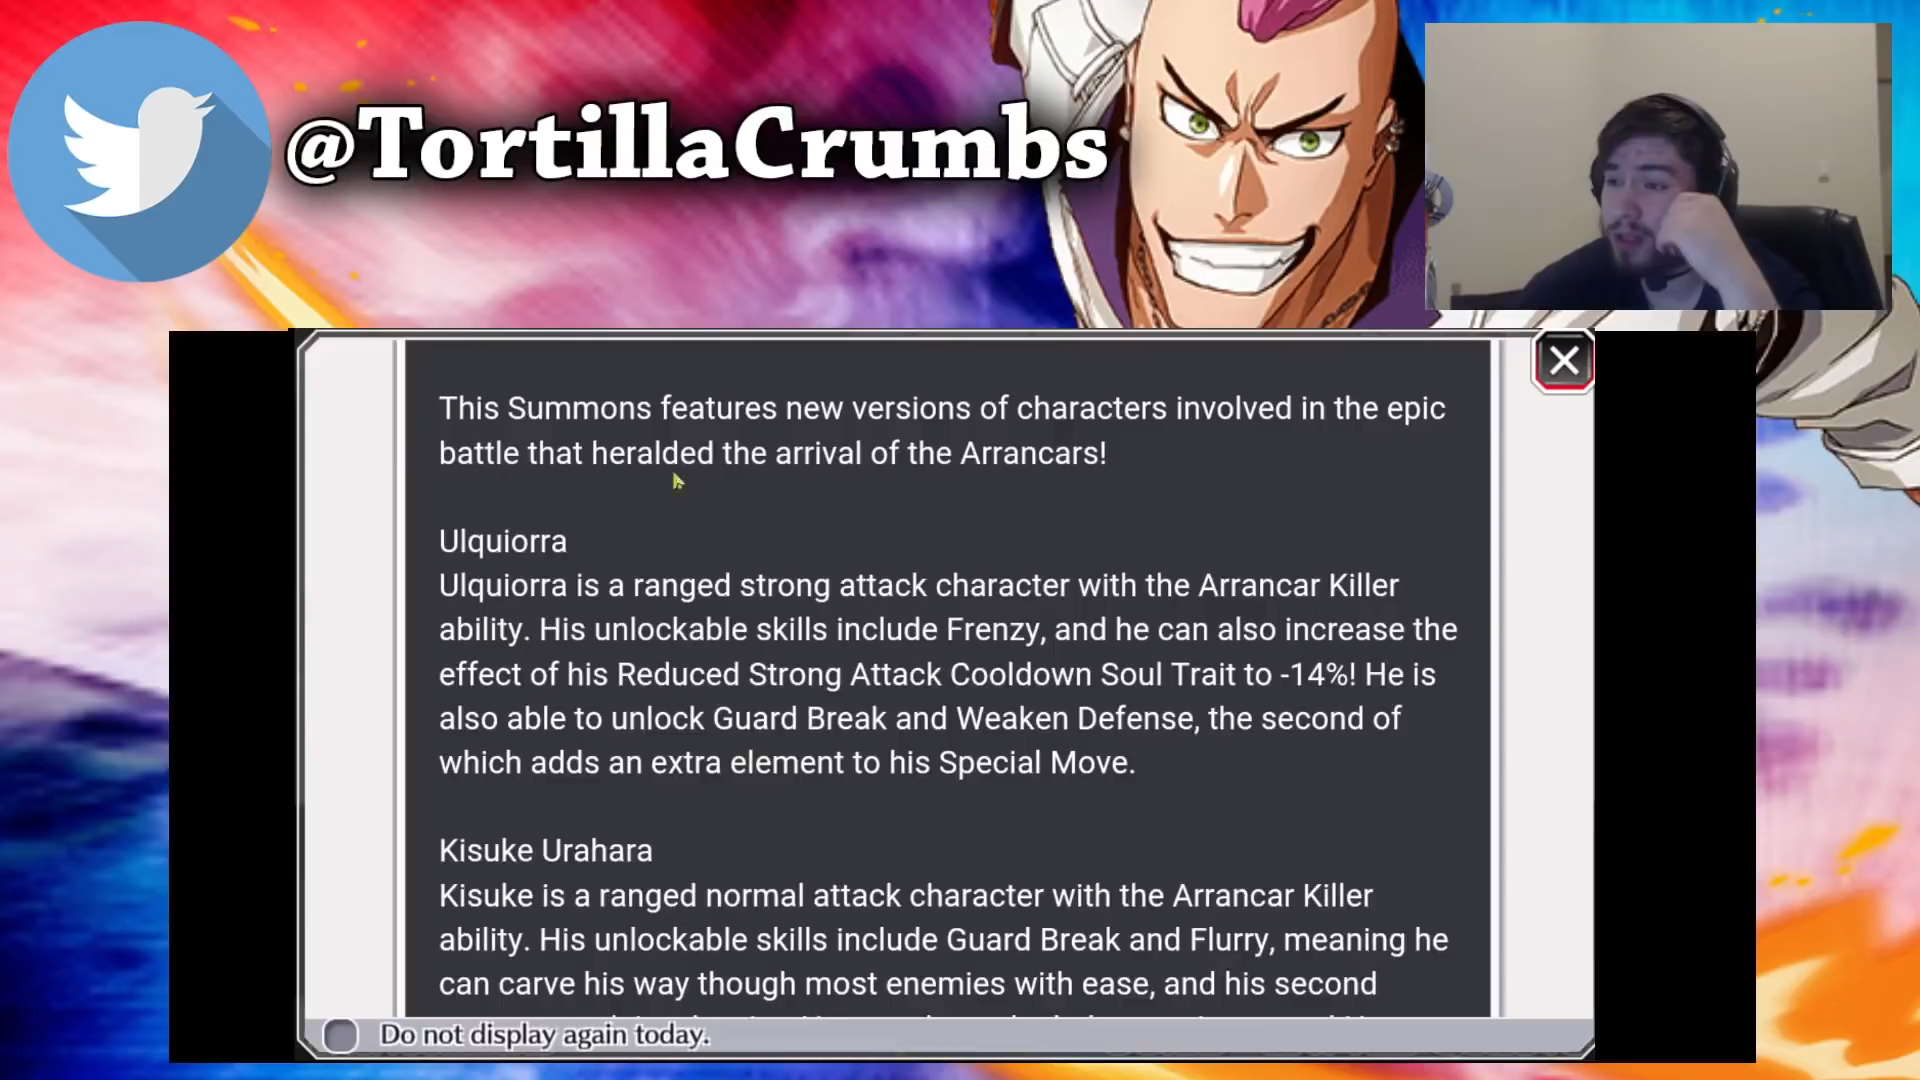 @TortillaCrumbs
This Summons features new versions of characters involved in the epic
battle that heralded the arrival of the Arrancars!
Ulquiorra
Ulquiorra is a ranged strong attack character with the Arrancar Killer
ability. His unlockable skills include Frenzy, and he can also increase the
effect of his Reduced Strong Attack Cooldown Soul Trait to -14%! He is
also able to unlock Guard Break and Weaken Defense, the second of
which adds an extra element to his Special Move.
Kisuke Urahara
Kisuke is a ranged normal attack character with the Arrancar Killer
ability. His unlockable skills include Guard Break and Flurry, meaning he
can carve his way though most enemies with ease, and his second
Do not display again today.